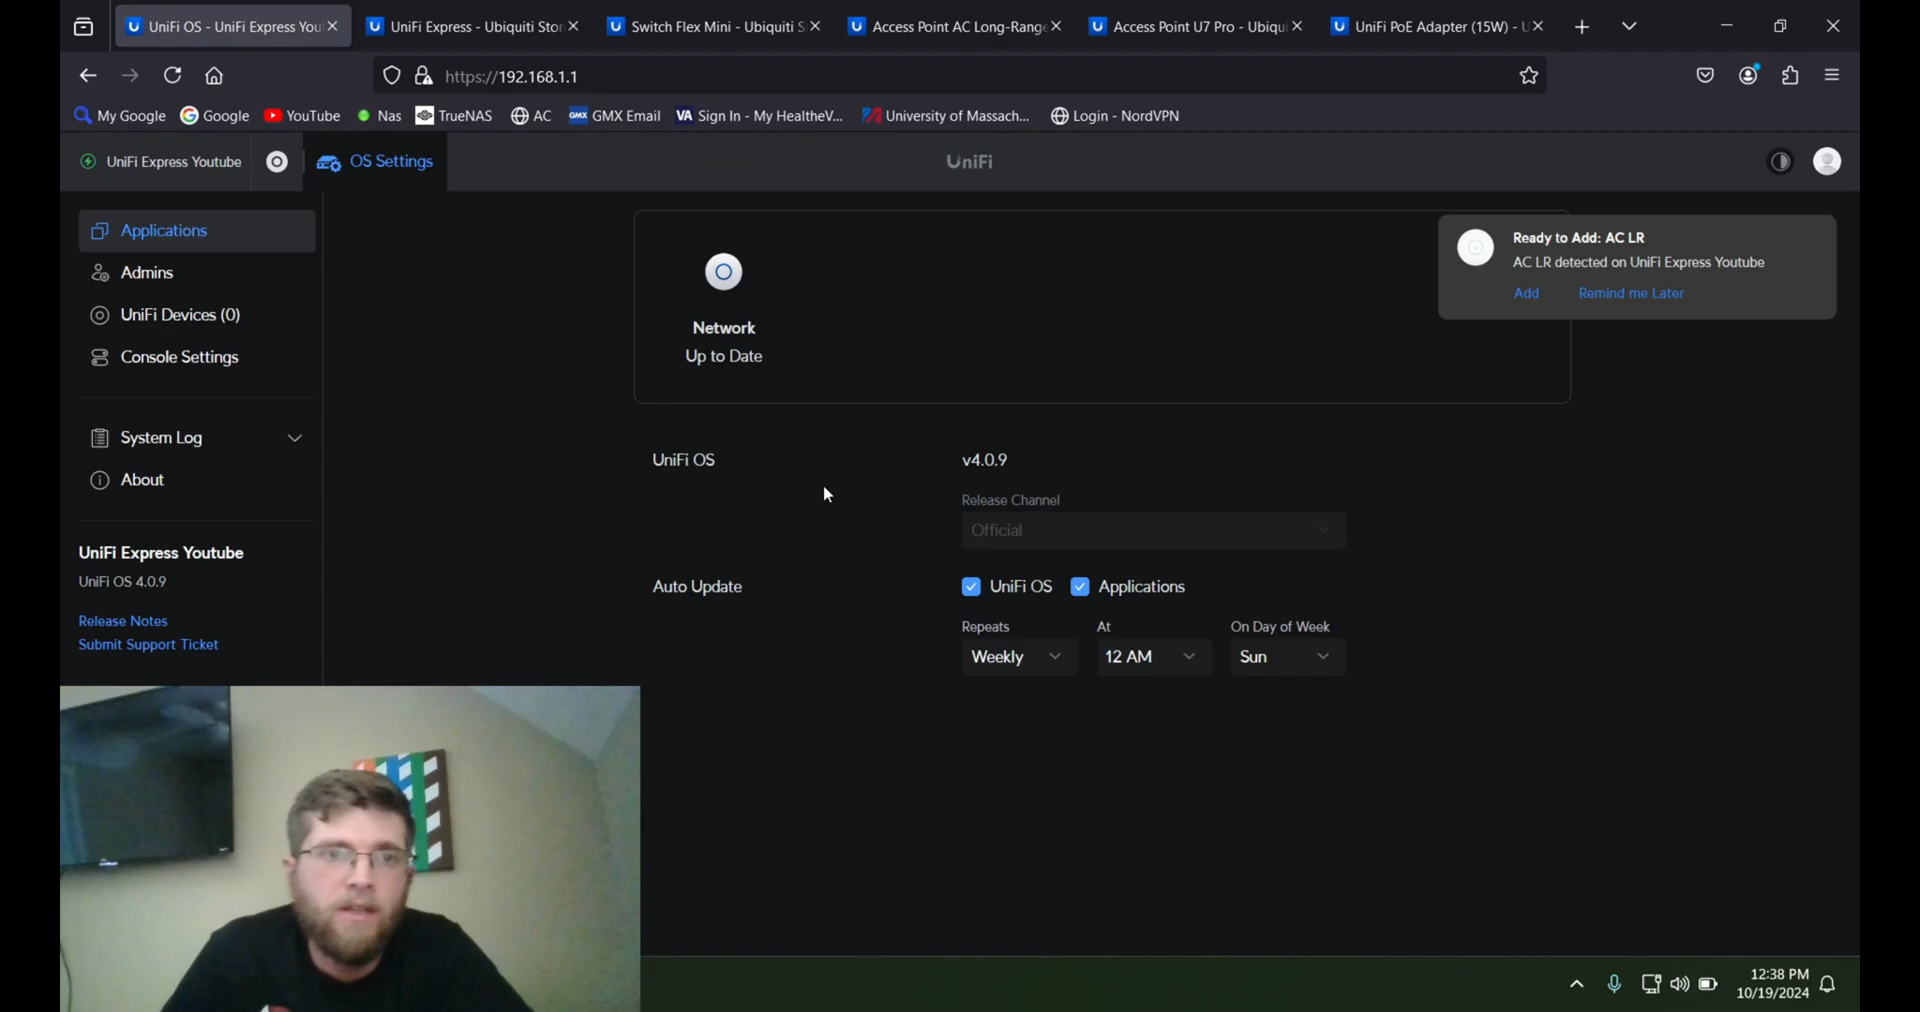 UniFi OS - UniFi Express You
UniFi Express - Ubiquiti Stor
Switch Flex Mini - Ubiquiti S
Access Point AC Long-Range
Access Point U7 Pro - Ubiqui
UniFi PoE Adapter (15W) - U
https://192.168.1.1
My Google
Google
YouTube
Nas
TrueNAS
AC
GMX Email
VA Sign In - My HealtheV...
University of Massach...
Login - NordVPN
UniFi Express Youtube
OS Settings
UniFi
Applications
Admins
UniFi Devices (0)
Console Settings
System Log
About
UniFi Express Youtube
UniFi OS 4.0.9
Release Notes
Submit Support Ticket
Network
Up to Date
Ready to Add: AC LR
AC LR detected on UniFi Express Youtube
Add Remind me Later
UniFi OS v4.0.9
Release Channel
Official
Auto Update UniFi OS Applications
Repeats At On Day of Week
Weekly 12 AM Sun
12:38 PM
10/19/2024